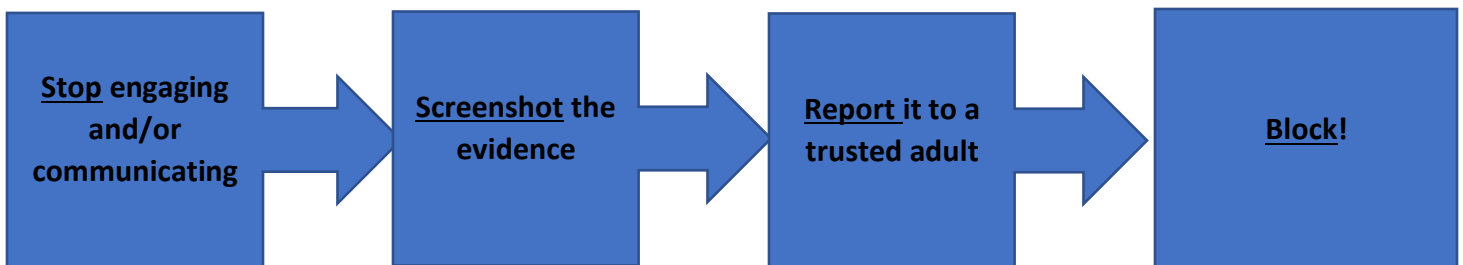 Stop engaging
and/or
communicating
Screenshot the
evidence
Report it to a
trusted adult
Block!